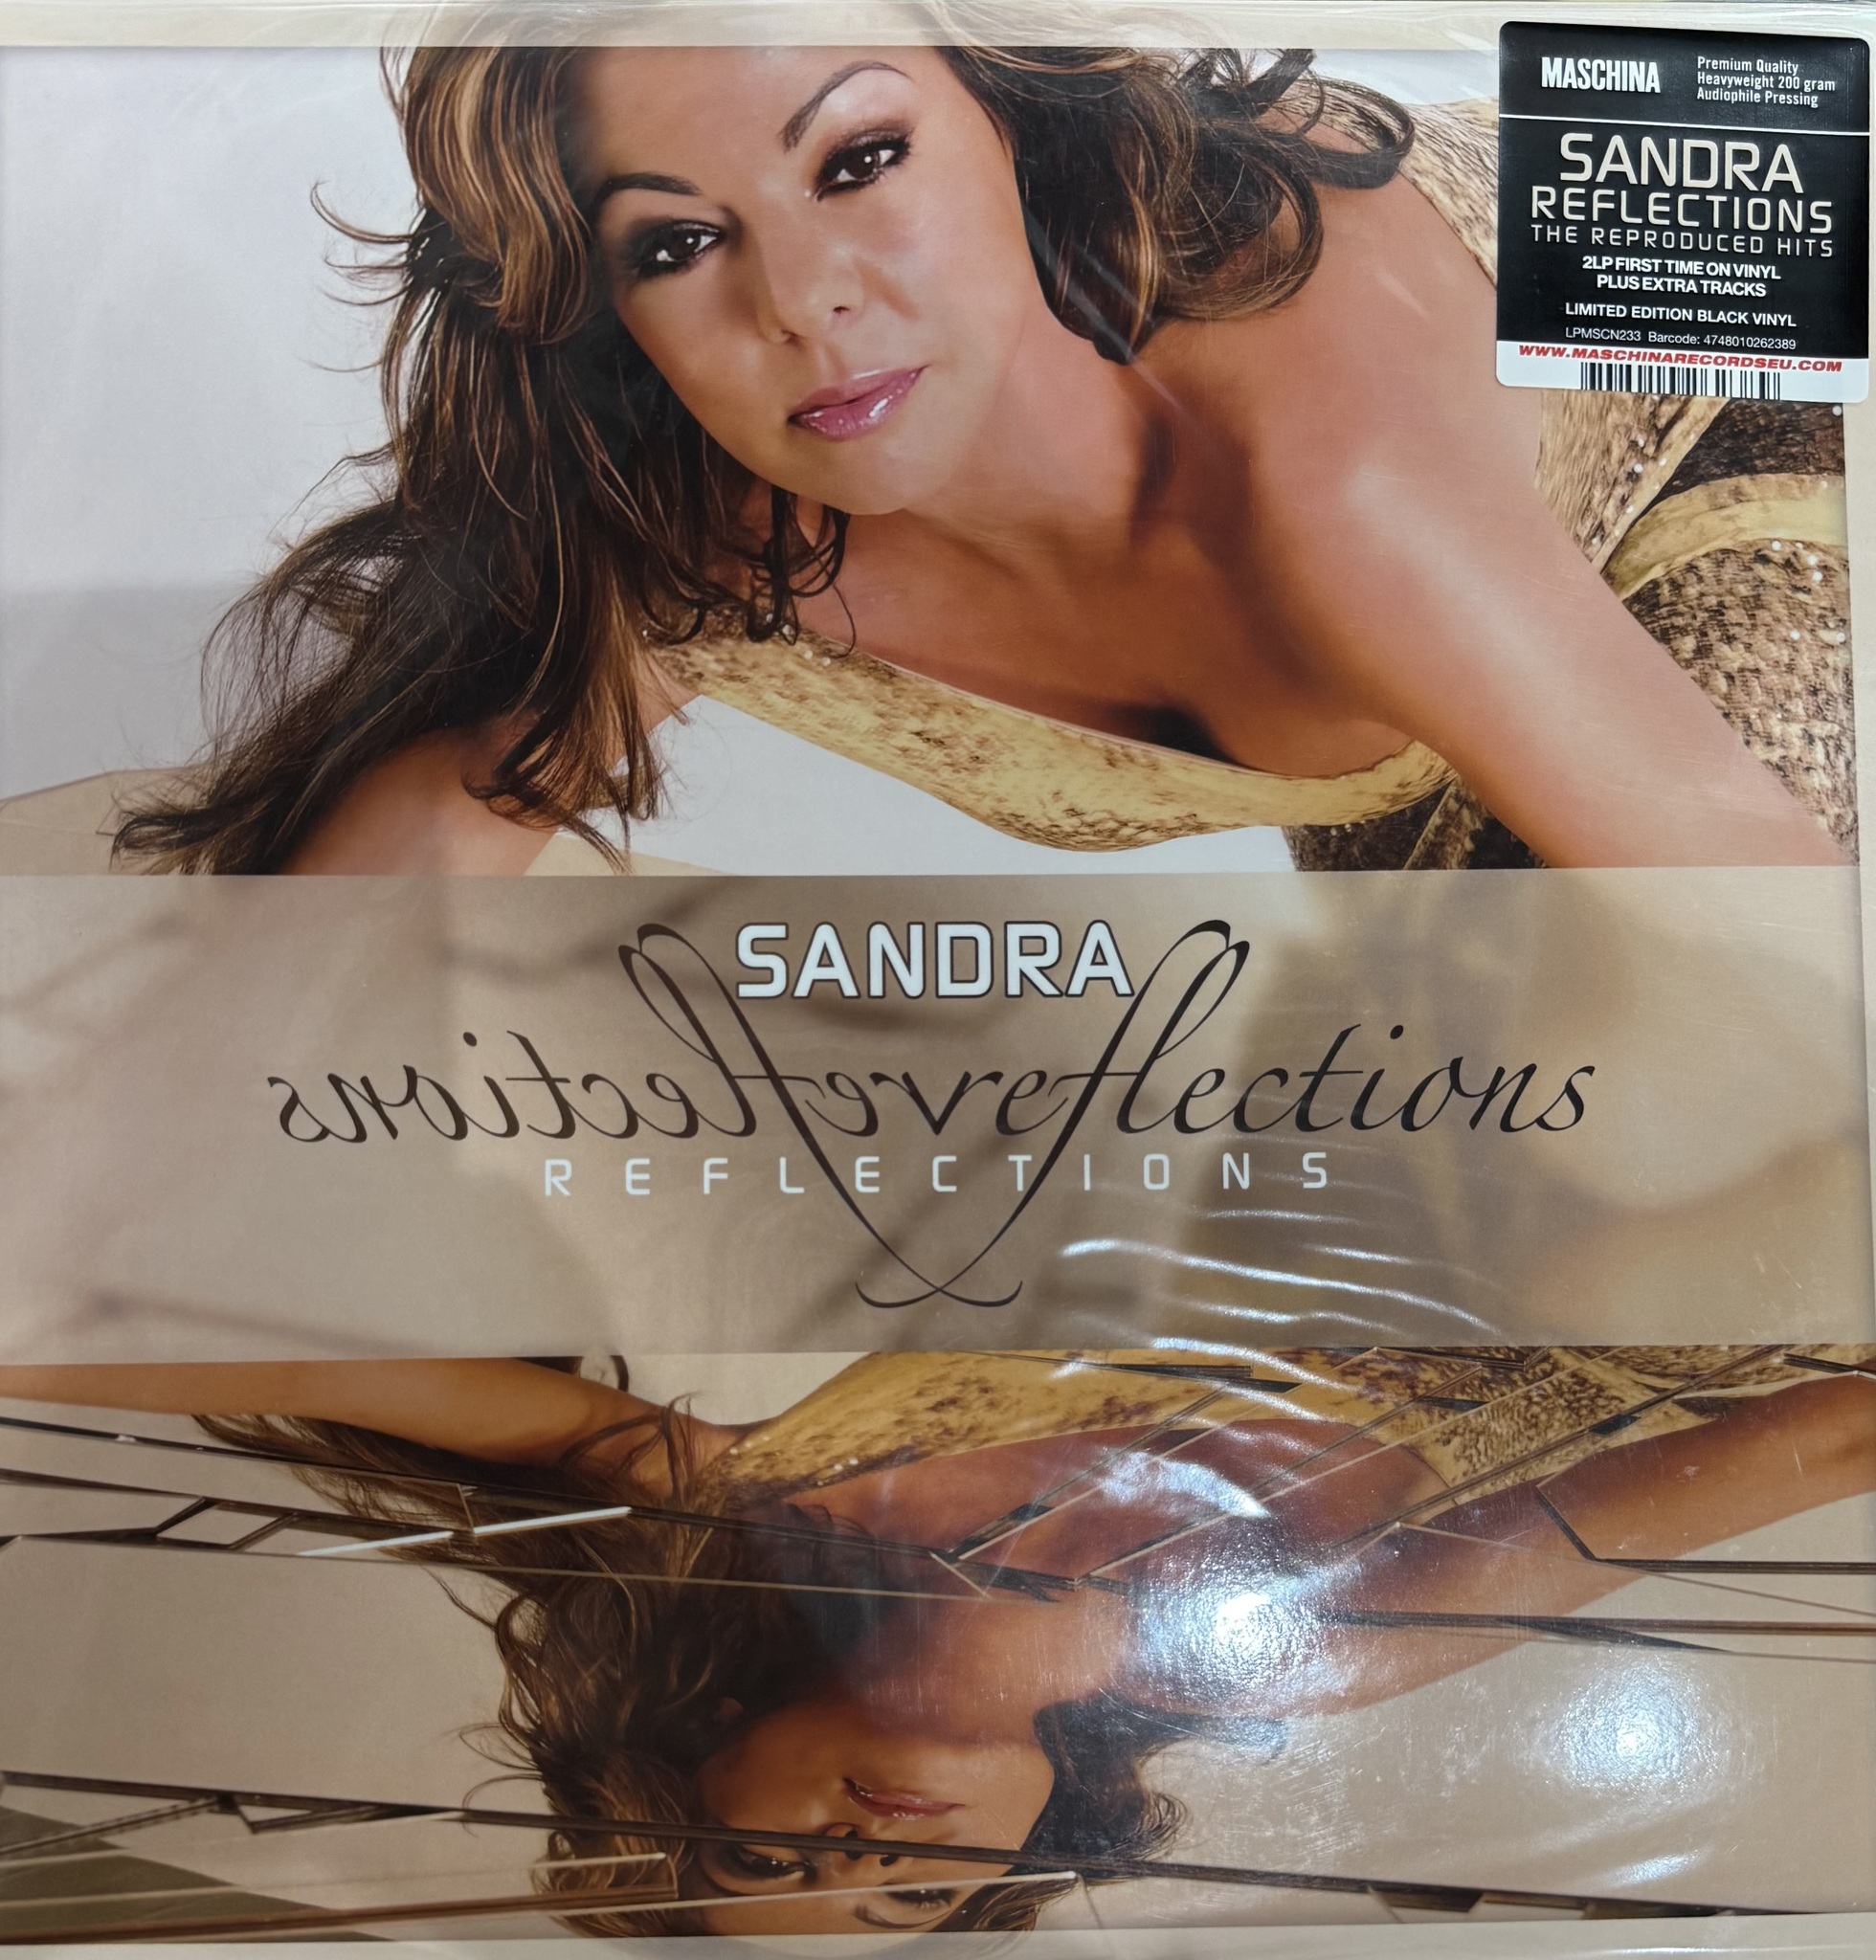 MASCHINA
Premium Quality
Heavyweight 200 gram
Audiophile Pressing
SANDRA
REFLECTIONS
THE REPRODUCED HITS
2LP FIRST TIME ON VINYL
PLUS EXTRA TRACKS
LIMITED EDITION BLACK VINYL
LPMSCN233 Barcode: 4748010262389
WWW.MASCHINARECORDSEU.COM
SANDRA
reflections reflections
REFLECTIONS